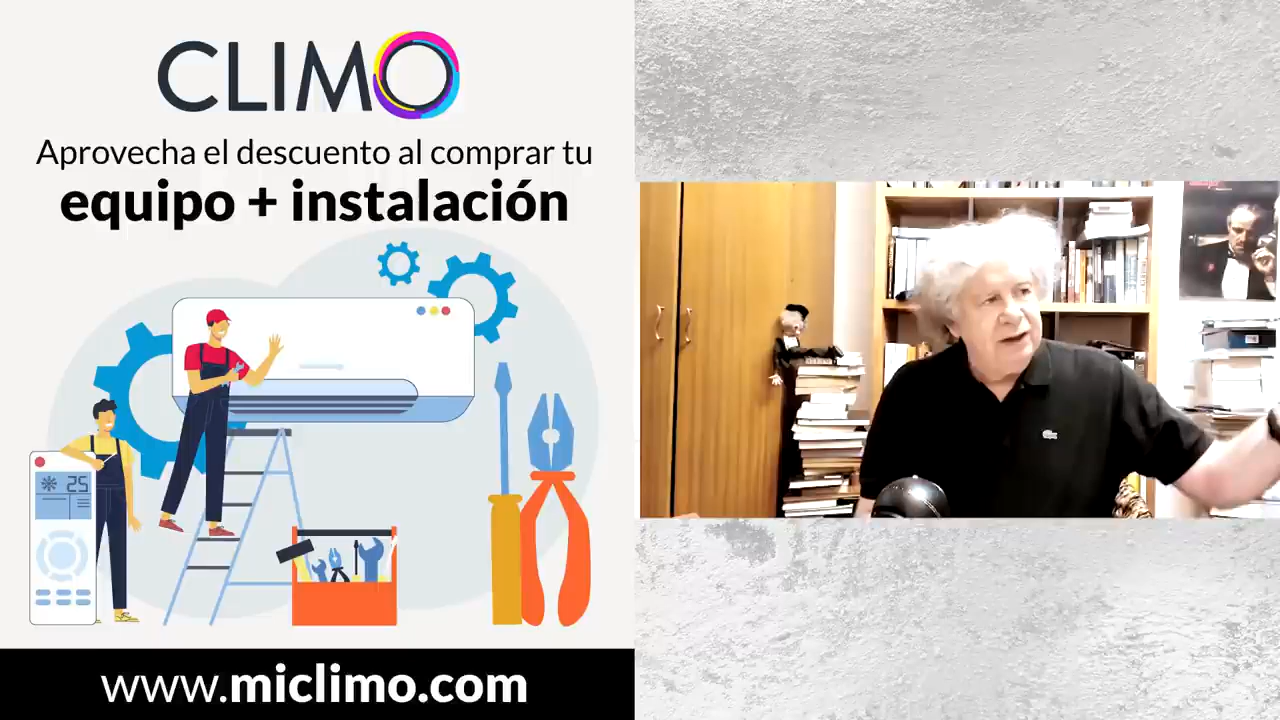 CLIMO
Aprovecha el descuento al comprar tu
equipo + instalación
25
www.miclimo.com